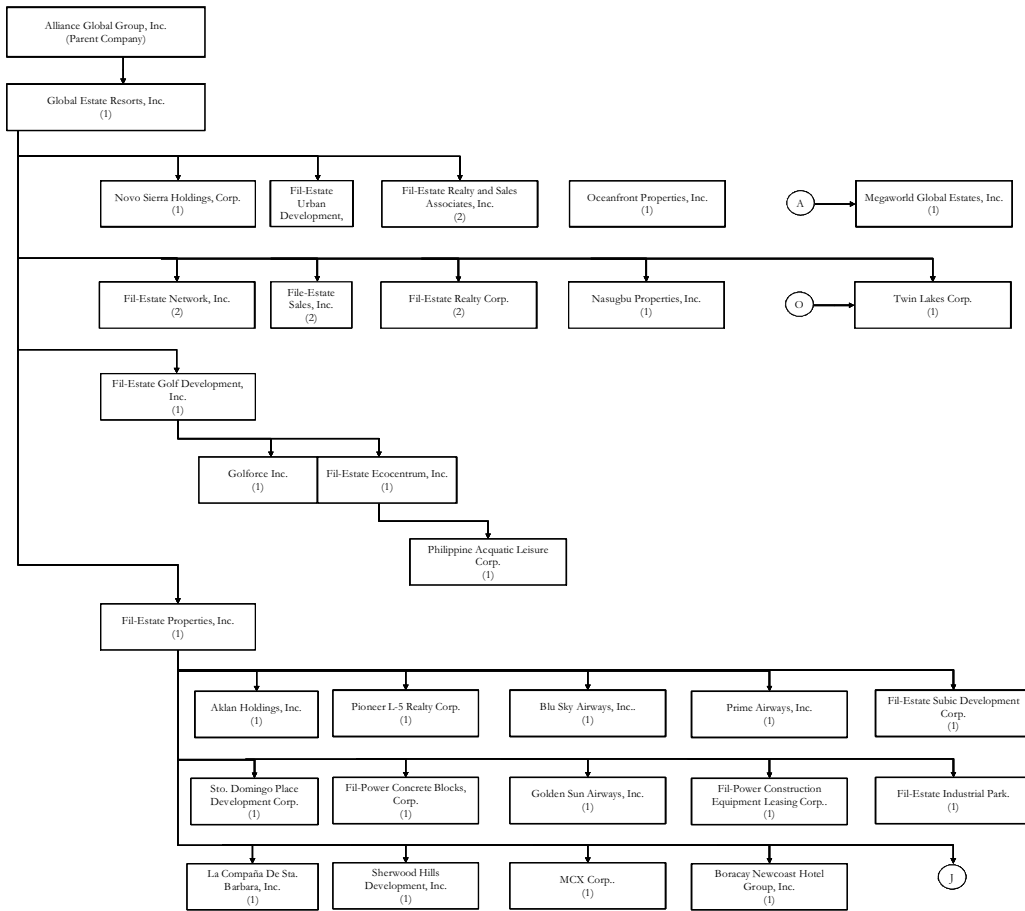 Alliance Global Group, Inc.
(Parent Company)
Global Estate Resorts, Inc.
(1)
Novo Sierra Holdings, Corp.
(1)
Fil-Estate
Urban
Development,
Fil-Estate Realty and Sales
Associates, Inc.
(2)
Oceanfront Properties, Inc.
(1)
A
Megaworld Global Estates, Inc.
(1)
Fil-Estate Network, Inc.
(2)
File-Estate
Sales, Inc.
(2)
Fil-Estate Realty Corp.
(2)
Nasugbu Properties, Inc.
(1)
O
Twin Lakes Corp.
(1)
Fil-Estate Golf Development,
Inc.
(1)
Golforce Inc.
(1)
Fil-Estate Ecocentrum, Inc.
(1)
Philippine Acquatic Leisure
Corp.
(1)
Fil-Estate Properties, Inc.
(1)
Aklan Holdings, Inc.
(1)
Pioneer L-5 Realty Corp.
(1)
Blu Sky Airways, Inc..
(1)
Prime Airways, Inc.
(1)
Fil-Estate Subic Development
Corp.
(1)
Sto. Domingo Place
Development Corp.
(1)
Fil-Power Concrete Blocks,
Corp.
(1)
Golden Sun Airways, Inc.
(1)
Fil-Power Construction
Equipment Leasing Corp..
(1)
Fil-Estate Industrial Park.
(1)
La Compaña De Sta.
Barbara, Inc.
(1)
Sherwood Hills
Development, Inc.
(1)
MCX Corp..
(1)
Boracay Newcoast Hotel
Group, Inc.
(1)
J